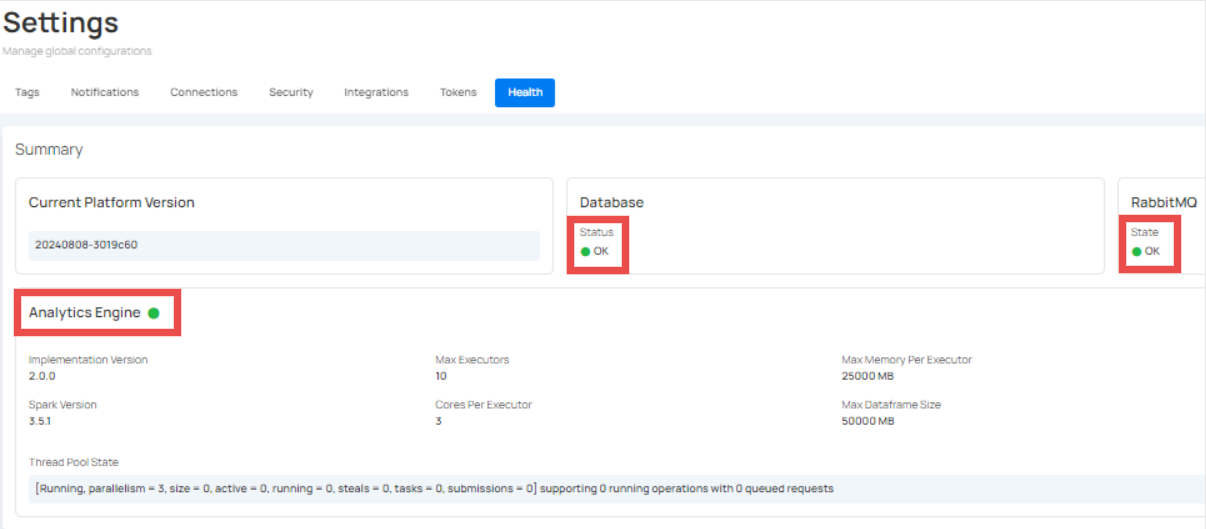 Settings
Manage global configurations
Tags Notifications Connections Security Integrations Tokens Health
Summary
Current Platform Version
20240808-3019c60
Database
Status
OK
RabbitMQ
State
OK
Analytics Engine
Implementation Version
2.0.0
Max Executors
10
Max Memory Per Executor
25000 MB
Spark Version
3.5.1
Cores Per Executor
3
Max Dataframe Size
50000 MB
Thread Pool State
[Running, parallelism = 3, size = 0, active = 0, running = 0, steals = 0, tasks = 0, submissions = 0] supporting 0 running operations with 0 queued requests